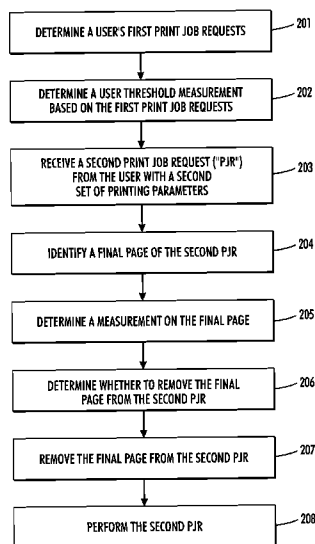 DETERMINE A USER'S FIRST PRINT JOB REQUESTS
201
DETERMINE A USER THRESHOLD MEASUREMENT
BASED ON THE FIRST PRINT JOB REQUESTS
202
RECEIVE A SECOND PRINT JOB REQUEST ("PJR")
FROM THE USER WITH A SECOND
SET OF PRINTING PARAMETERS
203
IDENTIFY A FINAL PAGE OF THE SECOND PJR
204
DETERMINE A MEASUREMENT ON THE FINAL PAGE
205
DETERMINE WHETHER TO REMOVE THE FINAL
PAGE FROM THE SECOND PJR
206
REMOVE THE FINAL PAGE FROM THE SECOND PJR
207
PERFORM THE SECOND PJR
208